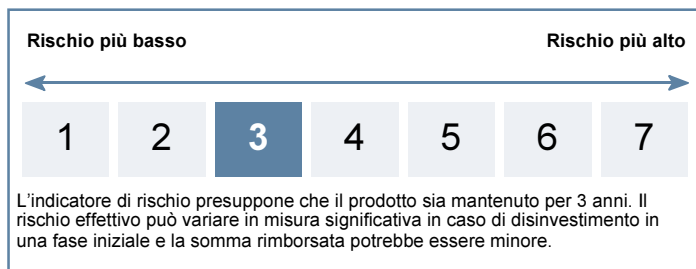 Rischio più basso Rischio più alto
1 2 3 4 5 6 7
L'indicatore di rischio presuppone che il prodotto sia mantenuto per 3 anni. Il
rischio effettivo può variare in misura significativa in caso di disinvestimento in
una fase iniziale e la somma rimborsata potrebbe essere minore.